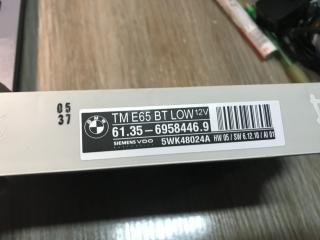 05
37
TM E65 BT LOW 12V
61.35-6958446.9
SIEMENS VDO 5WK48024A HW 05 / SW 6.12.10 / AI 01